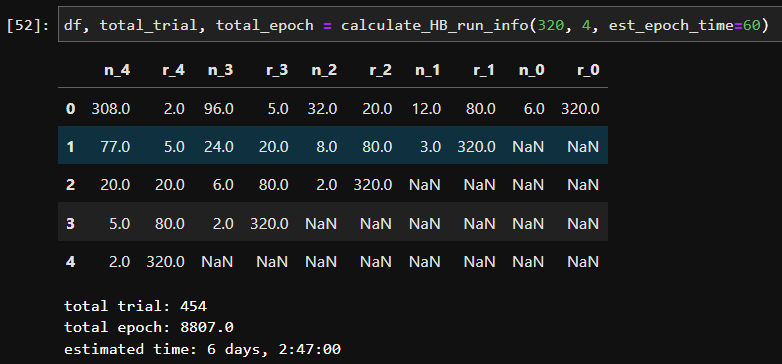 [52]: df, total_trial, total_epoch = calculate_HB_run_info(320, 4, est_epoch_time=60)
n_4 r_4 n_3 r_3 n_2 r_2 n_1 r_1 n_0 r_0
0 308.0 2.0 96.0 5.0 32.0 20.0 12.0 80.0 6.0 320.0
1 77.0 5.0 24.0 20.0 8.0 80.0 3.0 320.0 NaN NaN
2 20.0 20.0 6.0 80.0 2.0 320.0 NaN NaN NaN NaN
3 5.0 80.0 2.0 320.0 NaN NaN NaN NaN NaN NaN
4 2.0 320.0 NaN NaN NaN NaN NaN NaN NaN NaN
total trial: 454
total epoch: 8807.0
estimated time: 6 days, 2:47:00